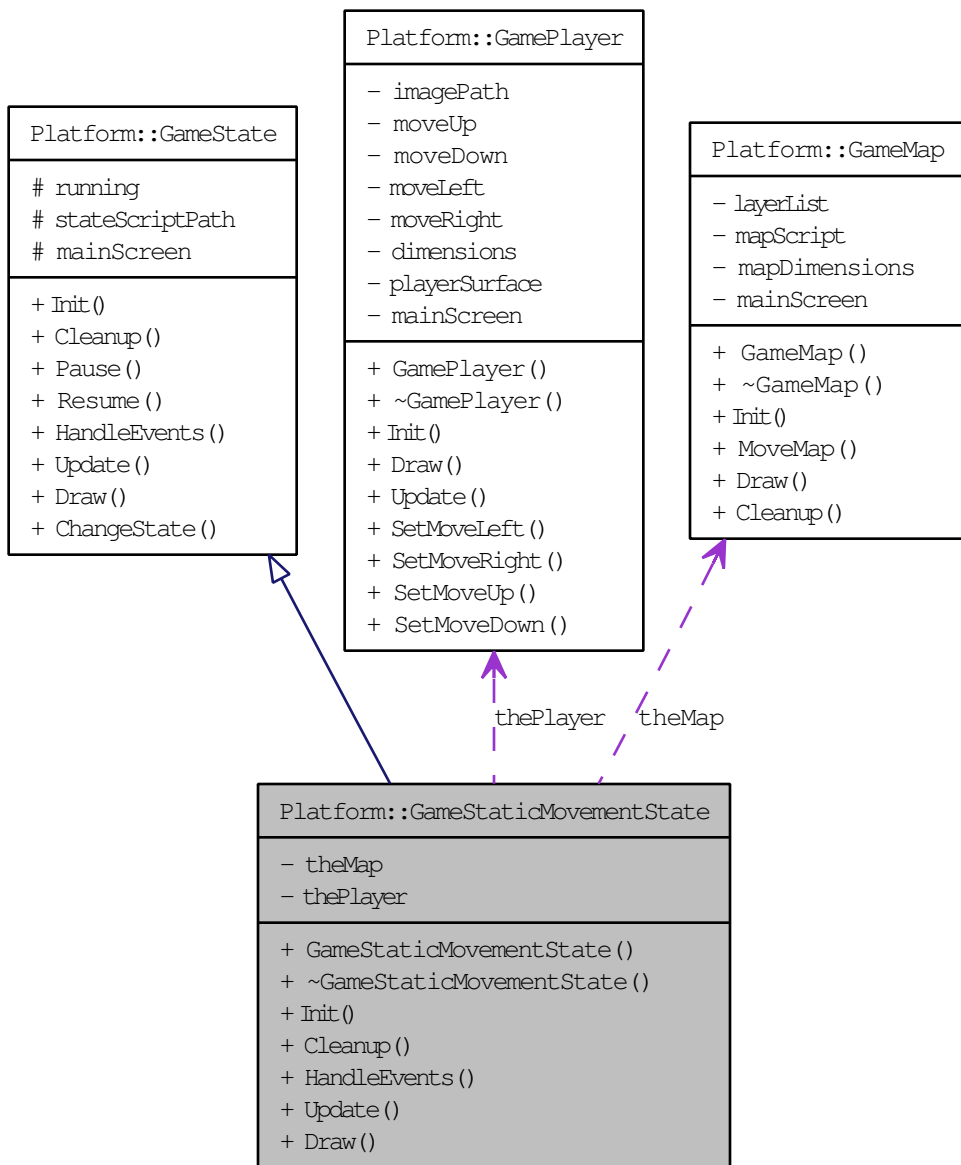 Platform::GamePlayer
- imagePath
- moveUp
- moveDown
- moveLeft
- moveRight
- dimensions
- playerSurface
- mainScreen
+ GamePlayer()
+ ~GamePlayer()
+ Init()
+ Draw()
+ Update()
+ SetMoveLeft()
+ SetMoveRight()
+ SetMoveUp()
+ SetMoveDown()
Platform::GameState
# running
# stateScriptPath
# mainScreen
+ Init()
+ Cleanup()
+ Pause()
+ Resume()
+ HandleEvents()
+ Update()
+ Draw()
+ ChangeState()
Platform::GameMap
- layerList
- mapScript
- mapDimensions
- mainScreen
+ GameMap()
+ ~GameMap()
+ Init()
+ MoveMap()
+ Draw()
+ Cleanup()
thePlayer
theMap
Platform::GameStaticMovementState
- theMap
- thePlayer
+ GameStaticMovementState()
+ ~GameStaticMovementState()
+ Init()
+ Cleanup()
+ HandleEvents()
+ Update()
+ Draw()